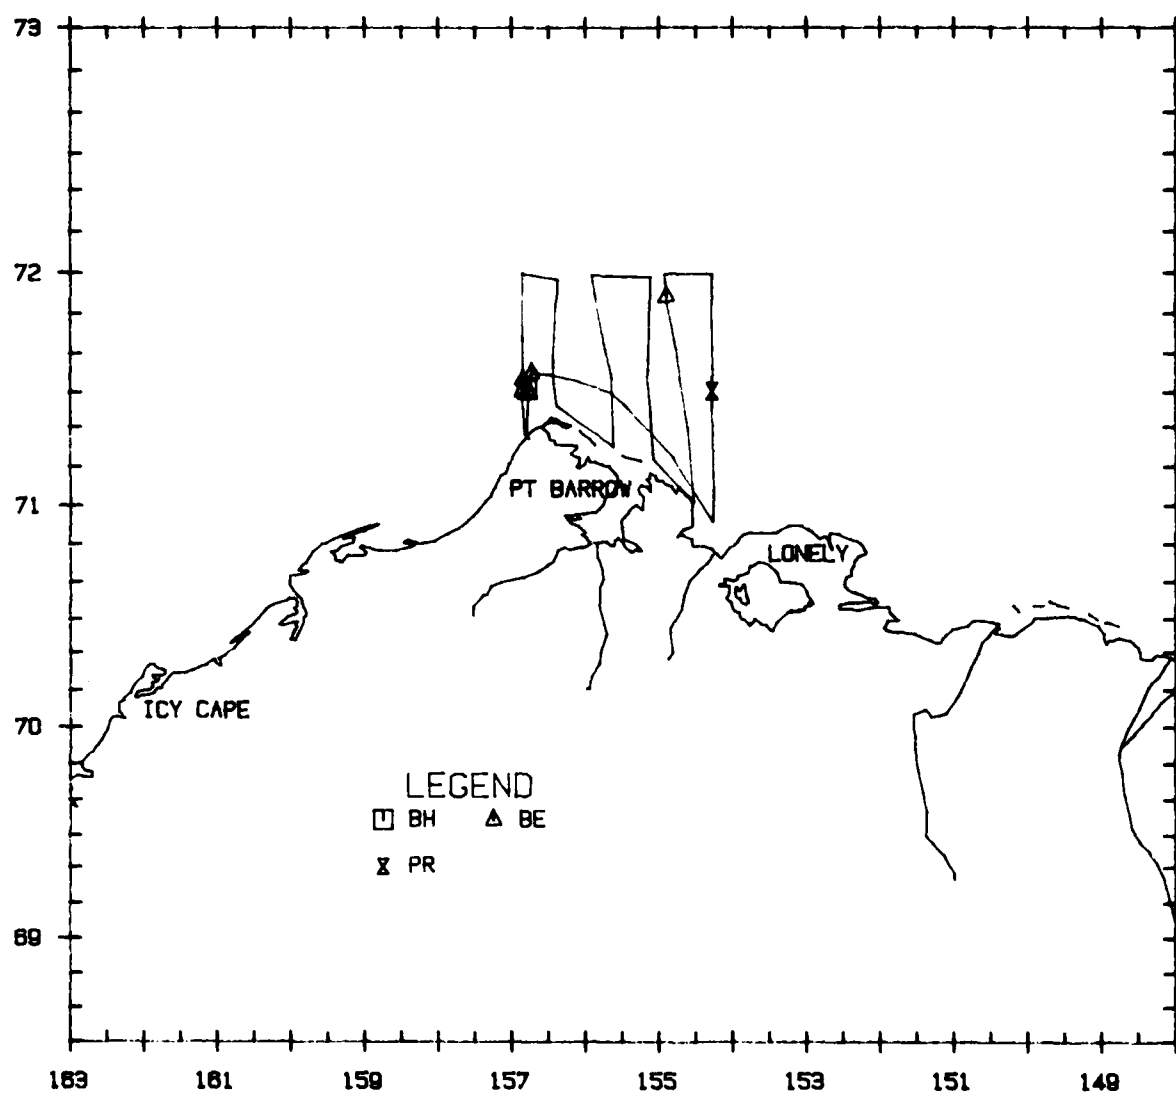 73
72
71
PT BARROW
LONELY
ICY CAPE
70
LEGEND
BH BE
PR
69
163 161 159 157 155 153 151 149